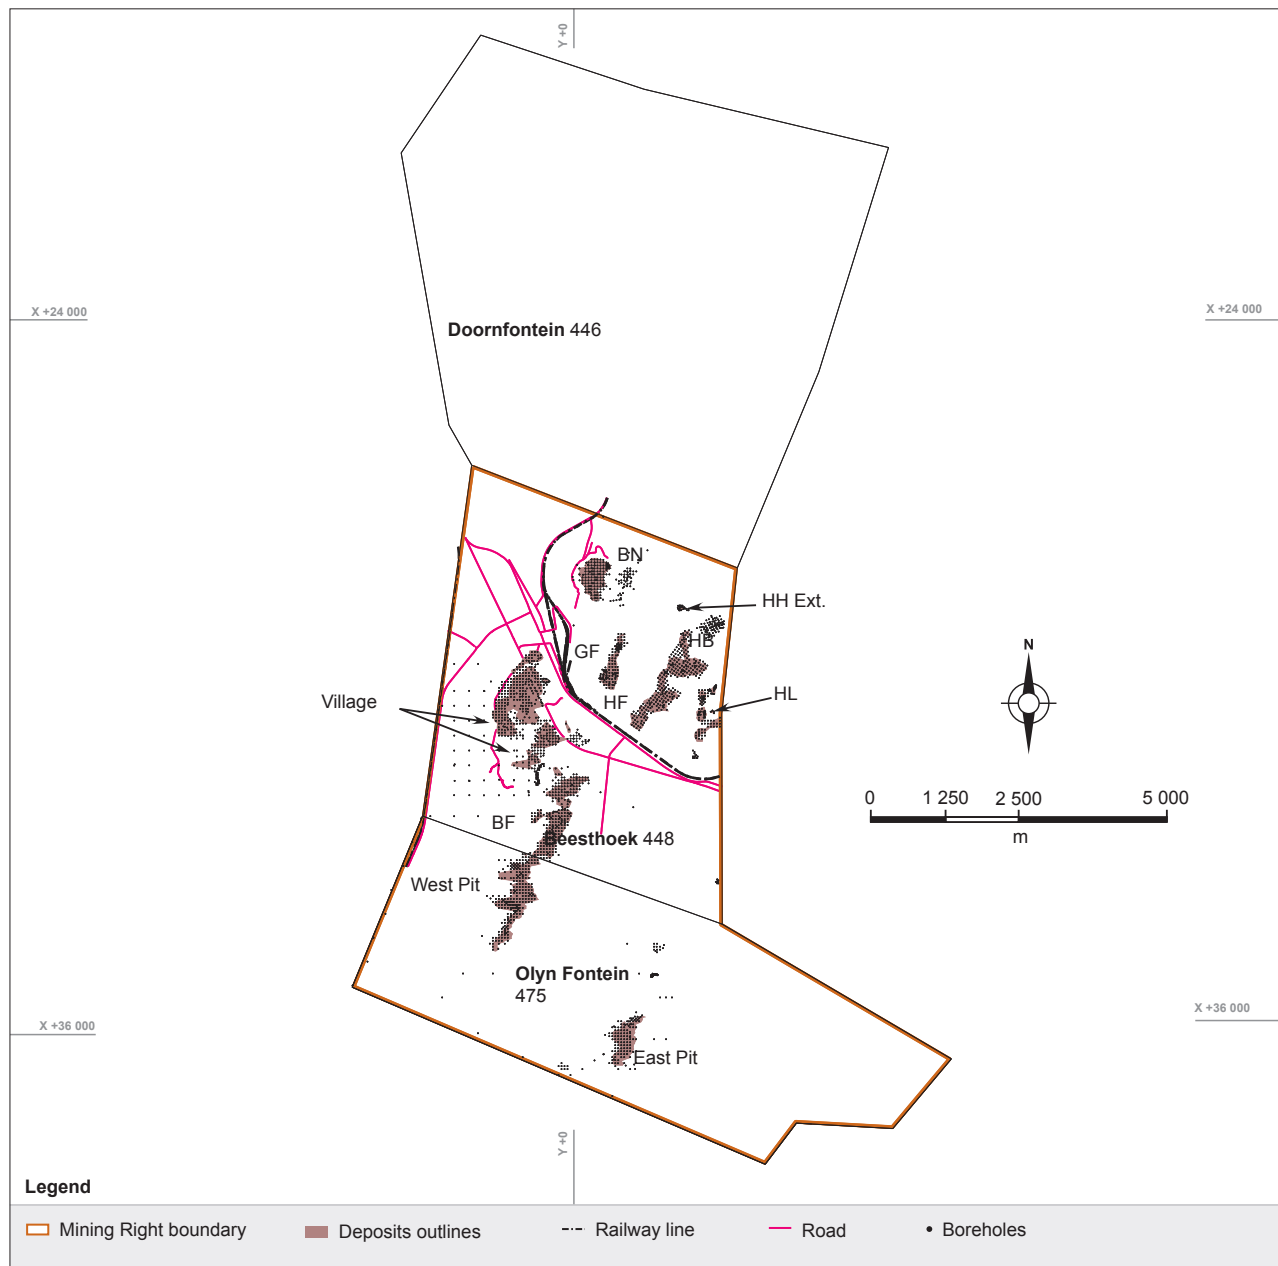 Y +0
X +24 000
X +24 000
Doornfontein 446
BN
HH Ext.
HB
GF
N
HF
HL
Village
0 1 250 2 500 5 000
m
BF
Beesthoek 448
West Pit
Olyn Fontein
475
X +36 000
X +36 000
East Pit
Y +0
Legend
Mining Right boundary
Deposits outlines
Railway line
Road
Boreholes